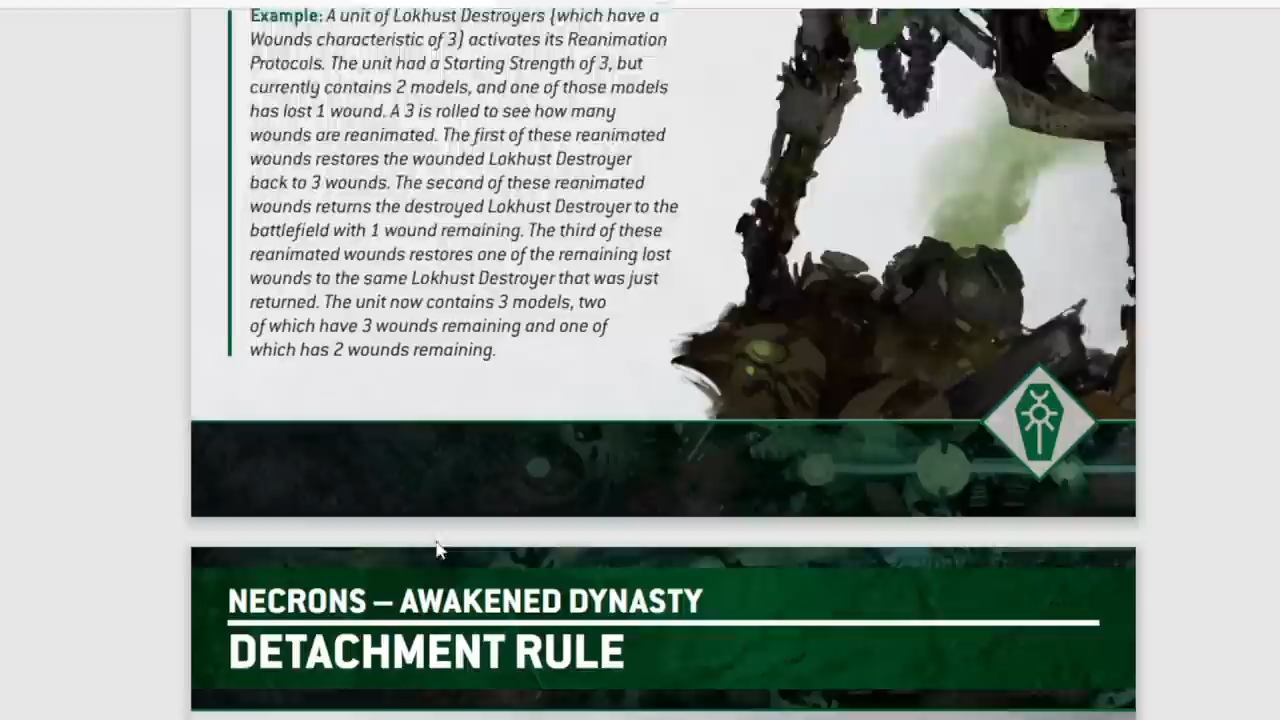 Example: A unit of Lokhust Destroyers (which have a
Wounds characteristic of 3) activates its Reanimation
Protocols. The unit had a Starting Strength of 3, but
currently contains 2 models, and one of those models
has lost 1 wound. A 3 is rolled to see how many
wounds are reanimated. The first of these reanimated
wounds restores the wounded Lokhust Destroyer
back to 3 wounds. The second of these reanimated
wounds returns the destroyed Lokhust Destroyer to the
battlefield with 1 wound remaining. The third of these
reanimated wounds restores one of the remaining lost
wounds to the same Lokhust Destroyer that was just
returned. The unit now contains 3 models, two
of which have 3 wounds remaining and one of
which has 2 wounds remaining.
NECRONS – AWAKENED DYNASTY
DETACHMENT RULE